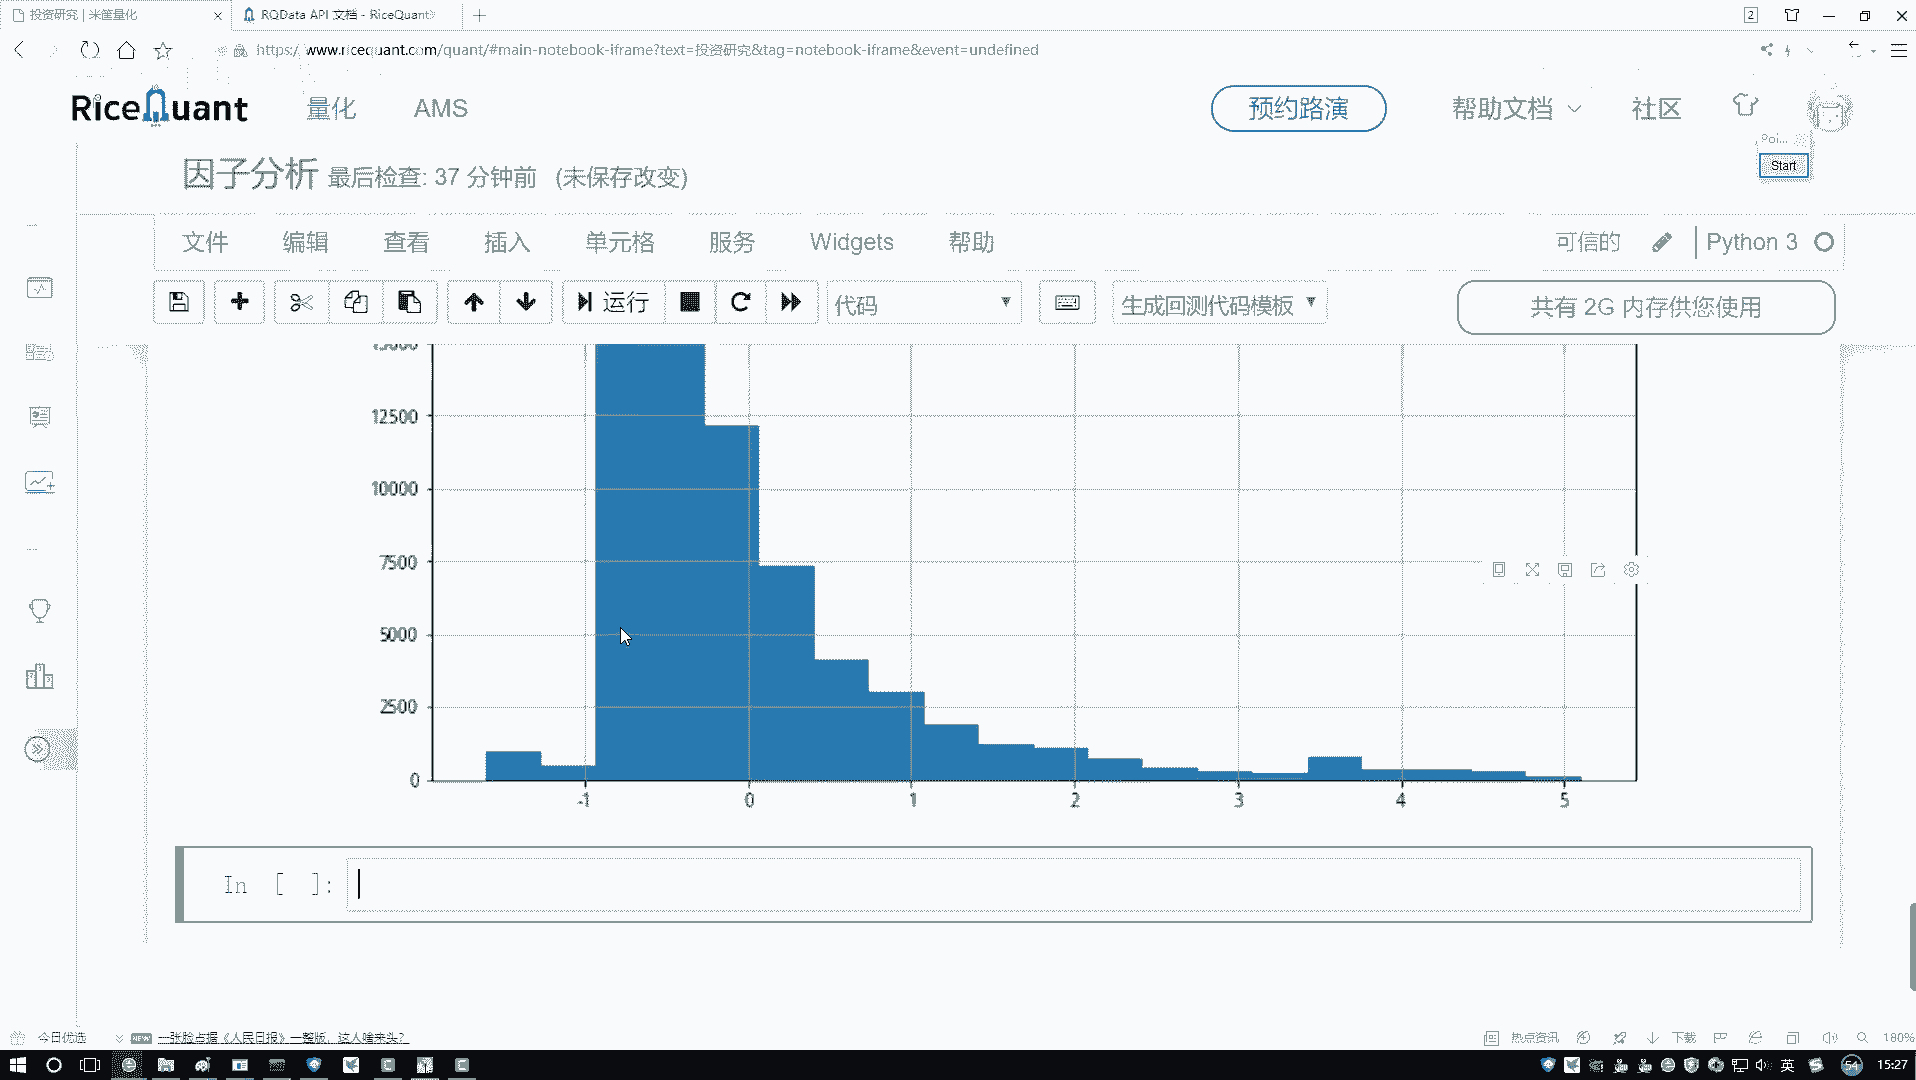 投资研究 | 米筐量化
RQData API 文档 - RiceQuant
2
https://www.ricequant.com/quant/#main-notebook-iframe?text=投资研究&tag=notebook-iframe&event=undefined
RiceQuant 量化 AMS 预约路演 帮助文档 社区
Poi...
Start
因子分析 最后检查: 37 分钟前 (未保存改变)
文件 编辑 查看 插入 单元格 服务 Widgets 帮助 可信的 Python 3
运行 代码 生成回测代码模板 共有 2G 内存供您使用
15000
12500
10000
7500
5000
2500
0
-1 0 1 2 3 4 5
In [ ]:
今日优选 NEW 一张脸占据《人民日报》一整版，这人啥来头? 热点资讯 下载 180%
英 54 15:27